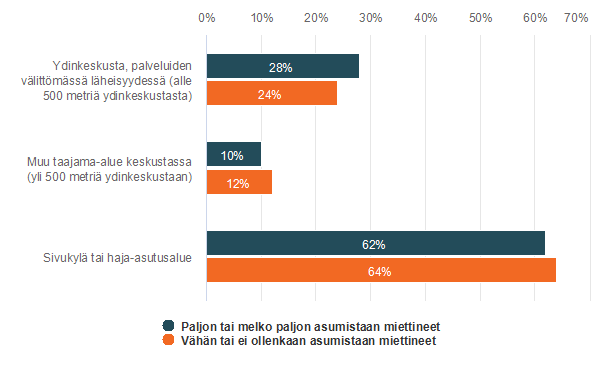 0% 10% 20% 30% 40% 50% 60% 70%
Ydinkeskusta, palveluiden
välittömässä läheisyydessä (alle
500 metriä ydinkeskustasta)
28%
24%
Muu taajama-alue keskustassa
(yli 500 metriä ydinkeskustaan)
10%
12%
Sivukylä tai haja-asutusalue
62%
64%
Paljon tai melko paljon asumistaan miettineet
Vähän tai ei ollenkaan asumistaan miettineet